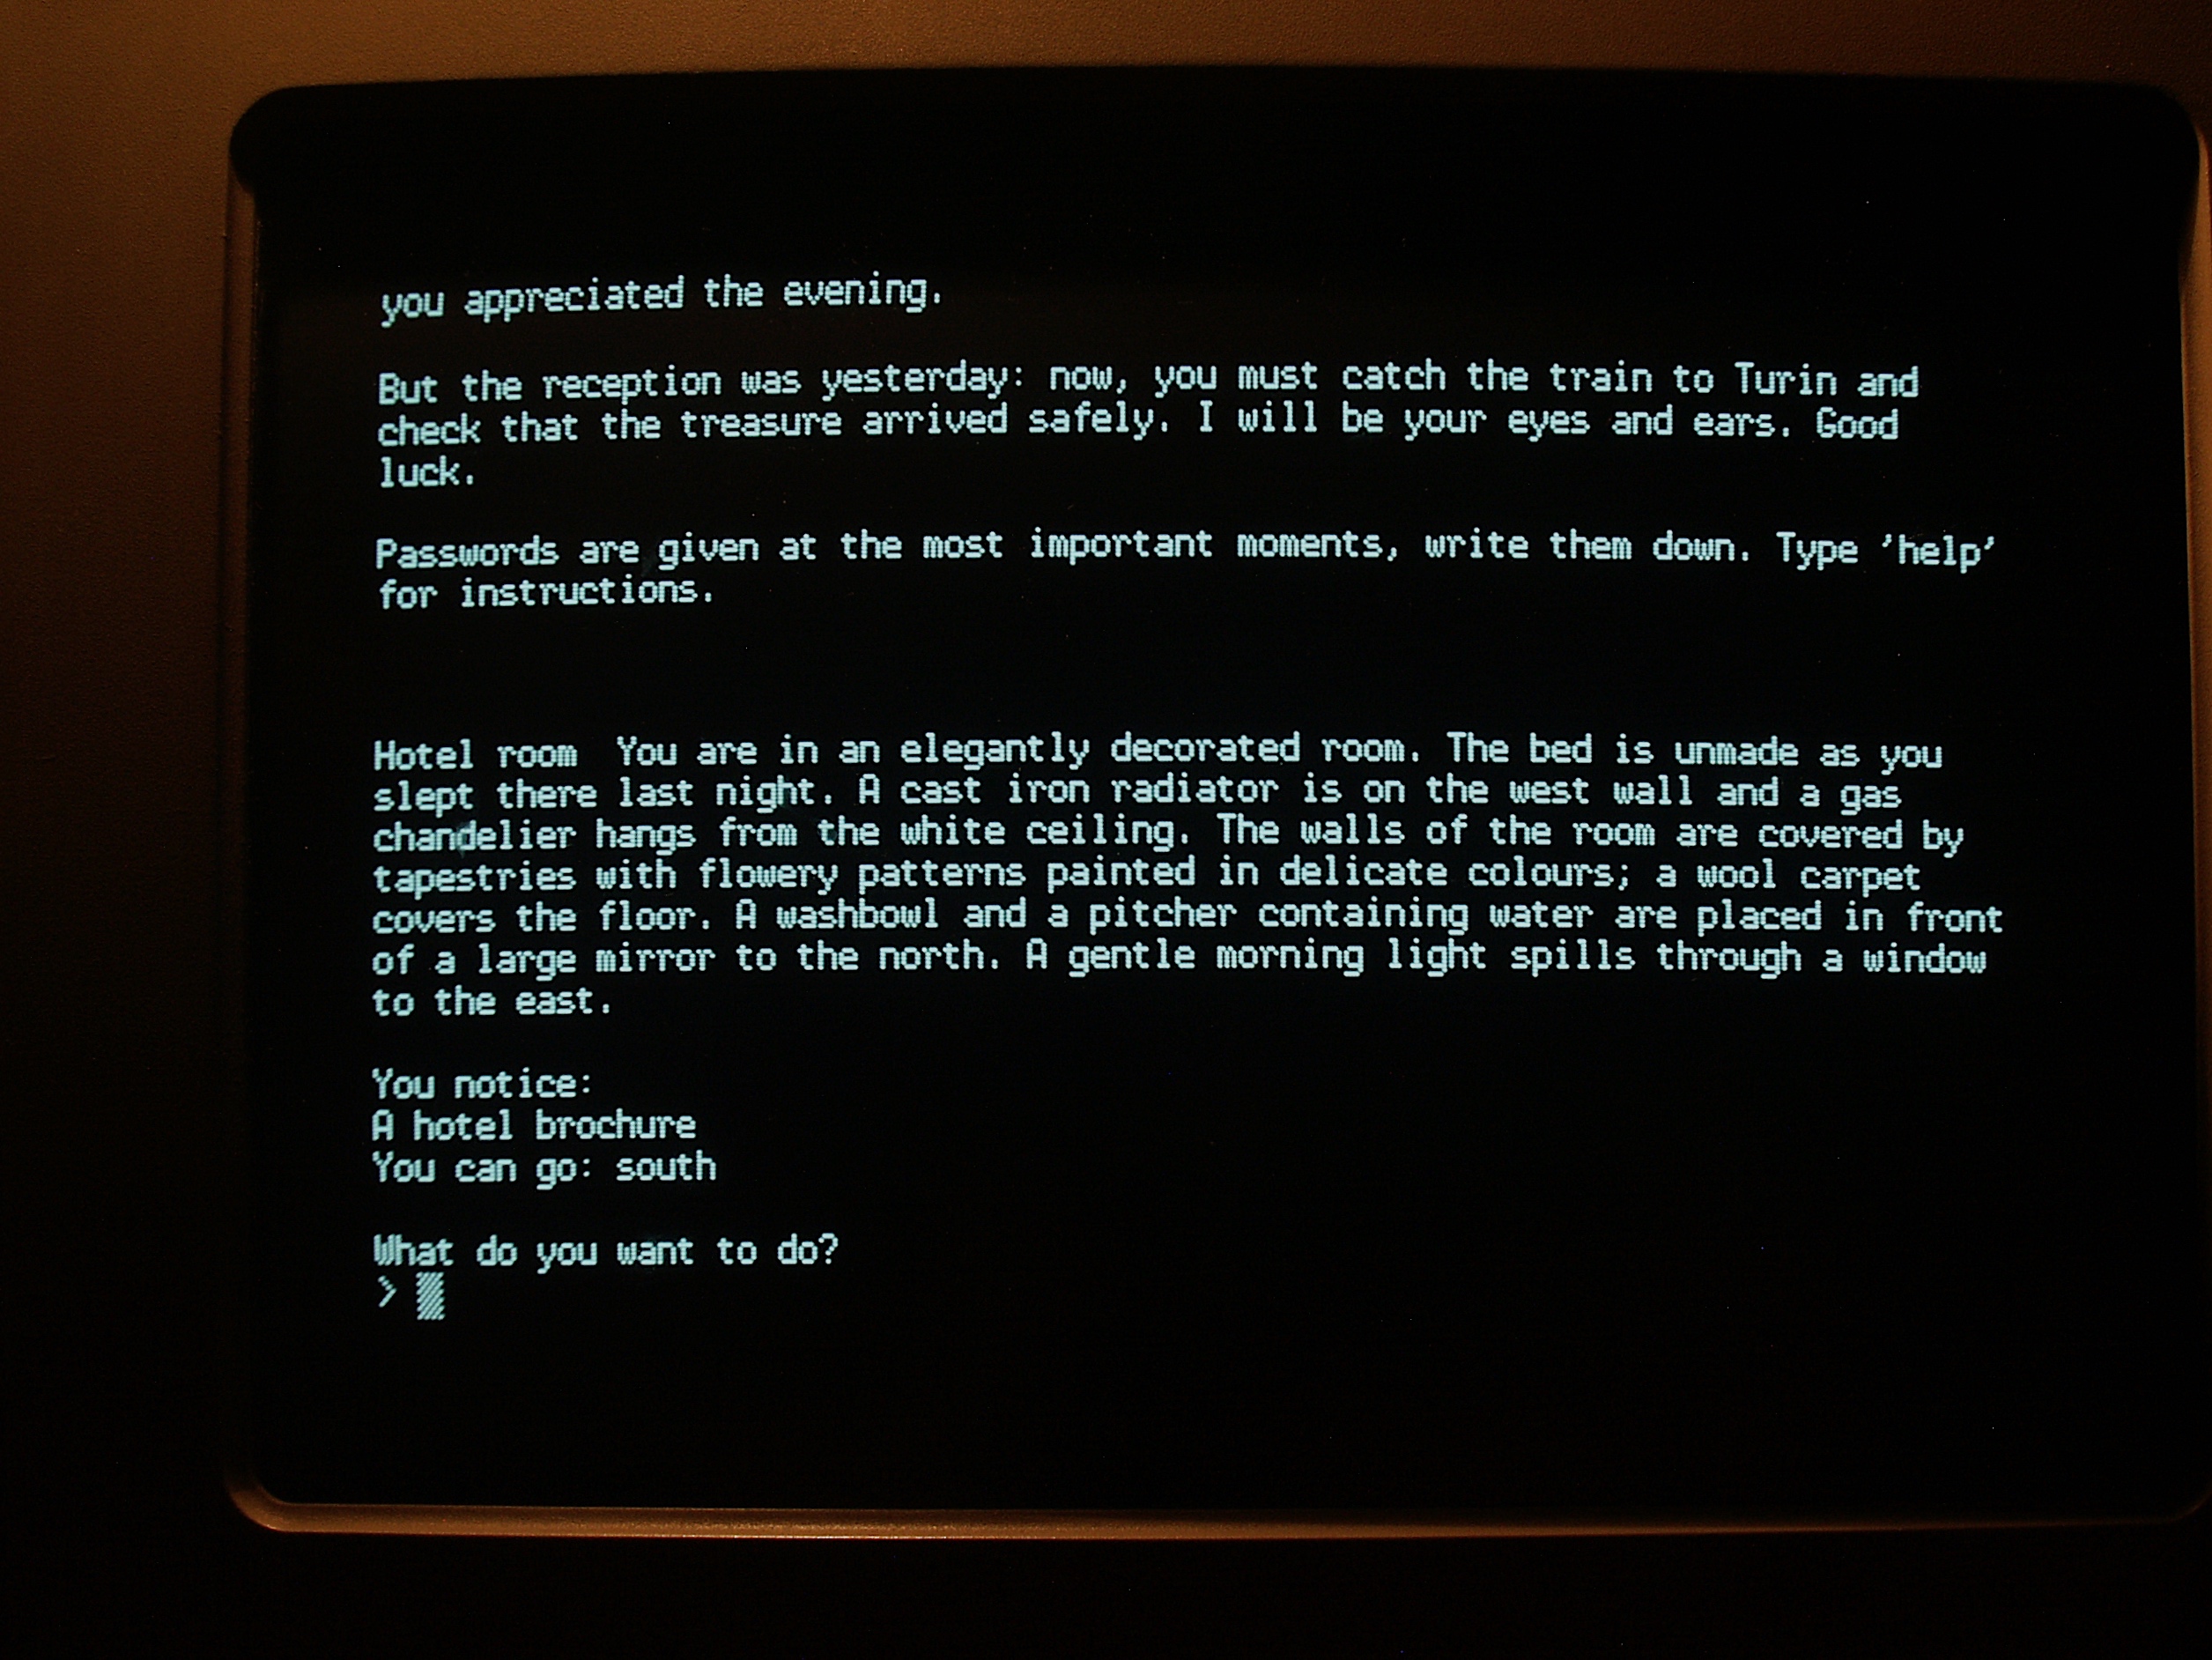 you appreciated the evening.
But the reception was yesterday: now, you must catch the train to Turin and
check that the treasure arrived safely. I will be your eyes and ears. Good
luck.
Passwords are given at the most important moments, write them down. Type 'help'
for instructions.
Hotel room  You are in an elegantly decorated room. The bed is unmade as you
slept there last night. A cast iron radiator is on the west wall and a gas
chandelier hangs from the white ceiling. The walls of the room are covered by
tapestries with flowery patterns painted in delicate colours; a wool carpet
covers the floor. A washbowl and a pitcher containing water are placed in front
of a large mirror to the north. A gentle morning light spills through a window
to the east.
You notice:
A hotel brochure
You can go: south
What do you want to do?
>